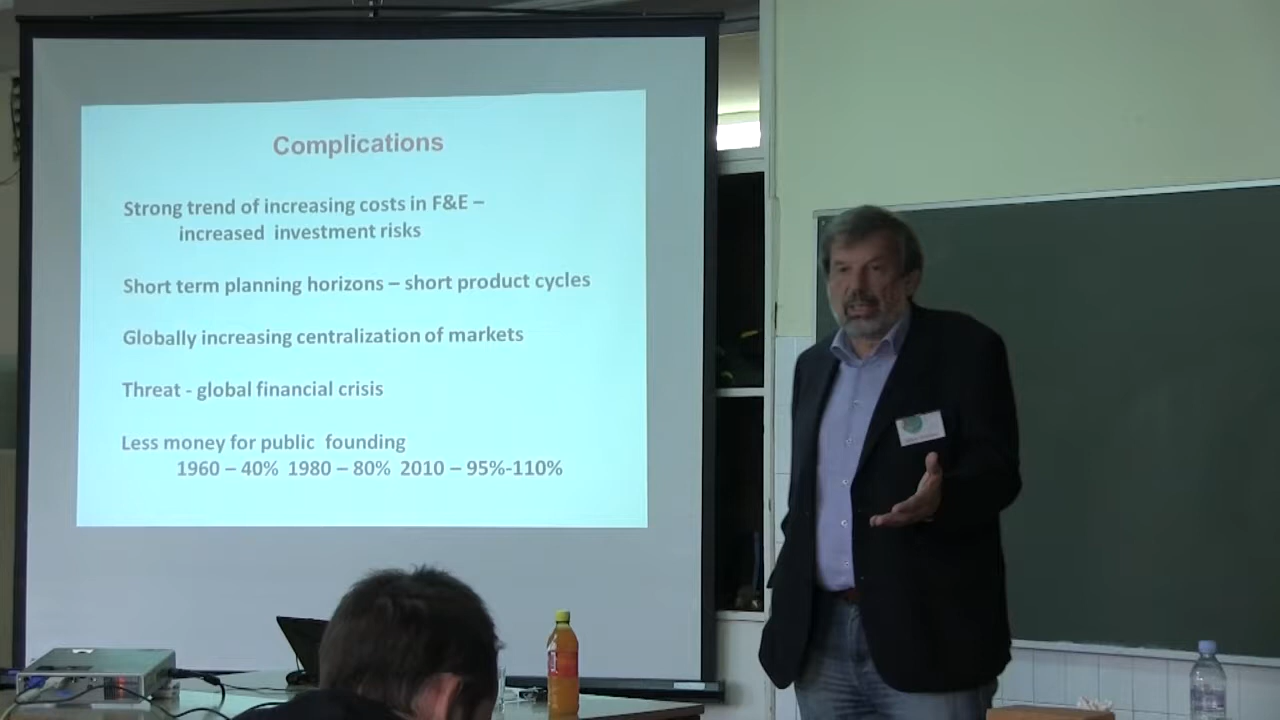 Complications
Strong trend of increasing costs in F&E –
increased investment risks
Short term planning horizons – short product cycles
Globally increasing centralization of markets
Threat - global financial crisis
Less money for public founding
1960 – 40% 1980 – 80% 2010 – 95%-110%